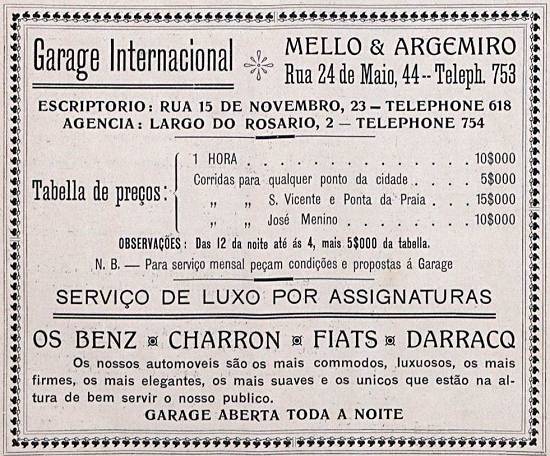 Garage Internacional
MELLO & ARGEMIRO
Rua 24 de Maio, 44 -- Teleph. 753
ESCRIPTORIO: RUA 15 DE NOVEMBRO, 23 — TELEPHONE 618
AGENCIA: LARGO DO ROSARIO, 2 — TELEPHONE 754
Tabella de preços:
1 HORA . . . . . . . . . . . . . . 10$000
Corridas para qualquer ponto da cidade . . . . 5$000
„ „ S. Vicente e Ponta da Praia . . . 15$000
„ „ José Menino . . . . . . . . 10$000
OBSERVAÇÕES: Das 12 da noite até ás 4, mais 5$000 da tabella.
N. B. — Para serviço mensal peçam condições e propostas á Garage
SERVIÇO DE LUXO POR ASSIGNATURAS
OS BENZ ※ CHARRON ※ FIATS ※ DARRACQ
Os nossos automoveis são os mais commodos, luxuosos, os mais
firmes, os mais elegantes, os mais suaves e os unicos que estão na al-
tura de bem servir o nosso publico.
GARAGE ABERTA TODA A NOITE